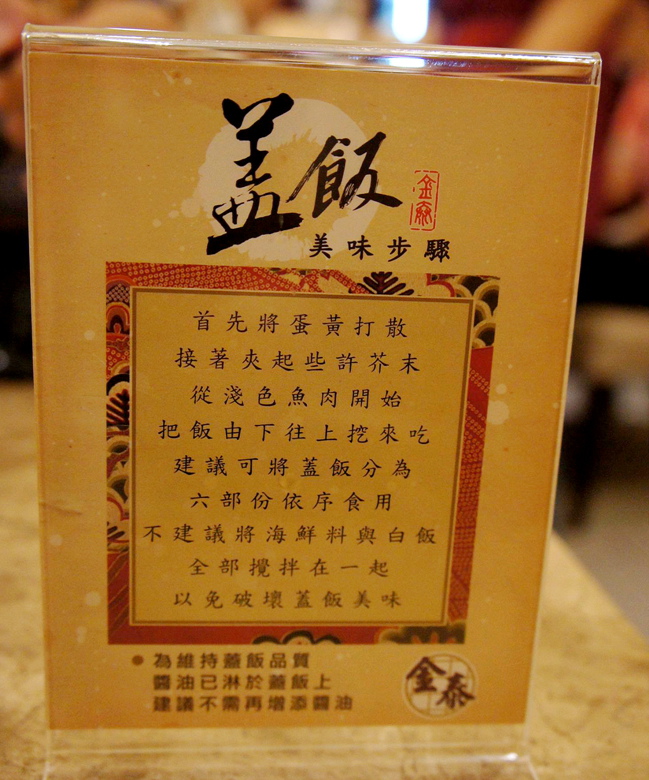 蓋飯
金泰
美味步驟
首先將蛋黃打散
接著夾起些許芥末
從淺色魚肉開始
把飯由下往上挖來吃
建議可將蓋飯分為
六部份依序食用
不建議將海鮮料與白飯
全部攪拌在一起
以免破壞蓋飯美味
●為維持蓋飯品質
醬油已淋於蓋飯上
建議不需再增添醬油
金泰